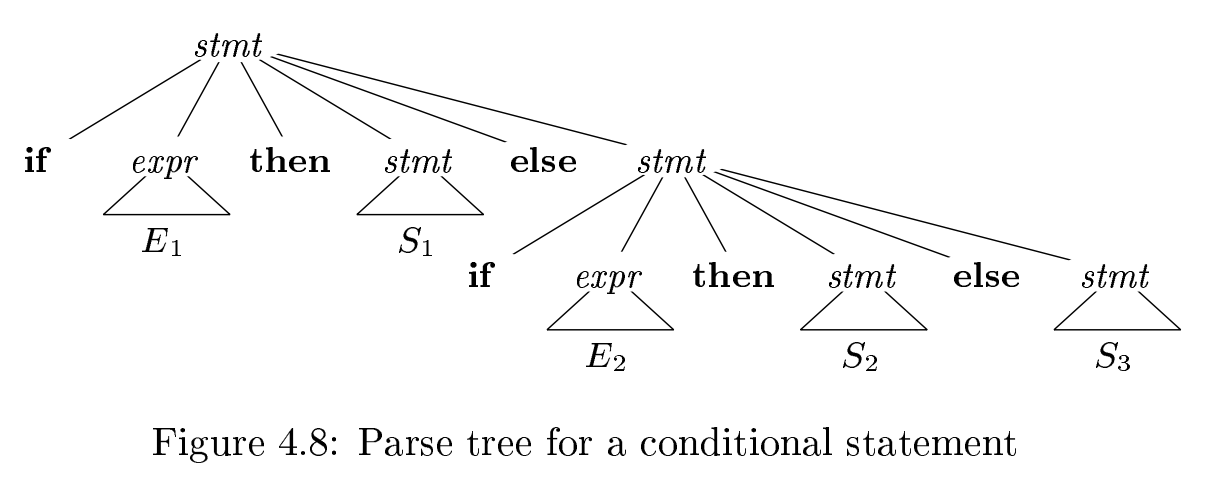 stmt
if expr then stmt else stmt
E₁ S₁
if expr then stmt else stmt
E₂ S₂ S₃
Figure 4.8: Parse tree for a conditional statement